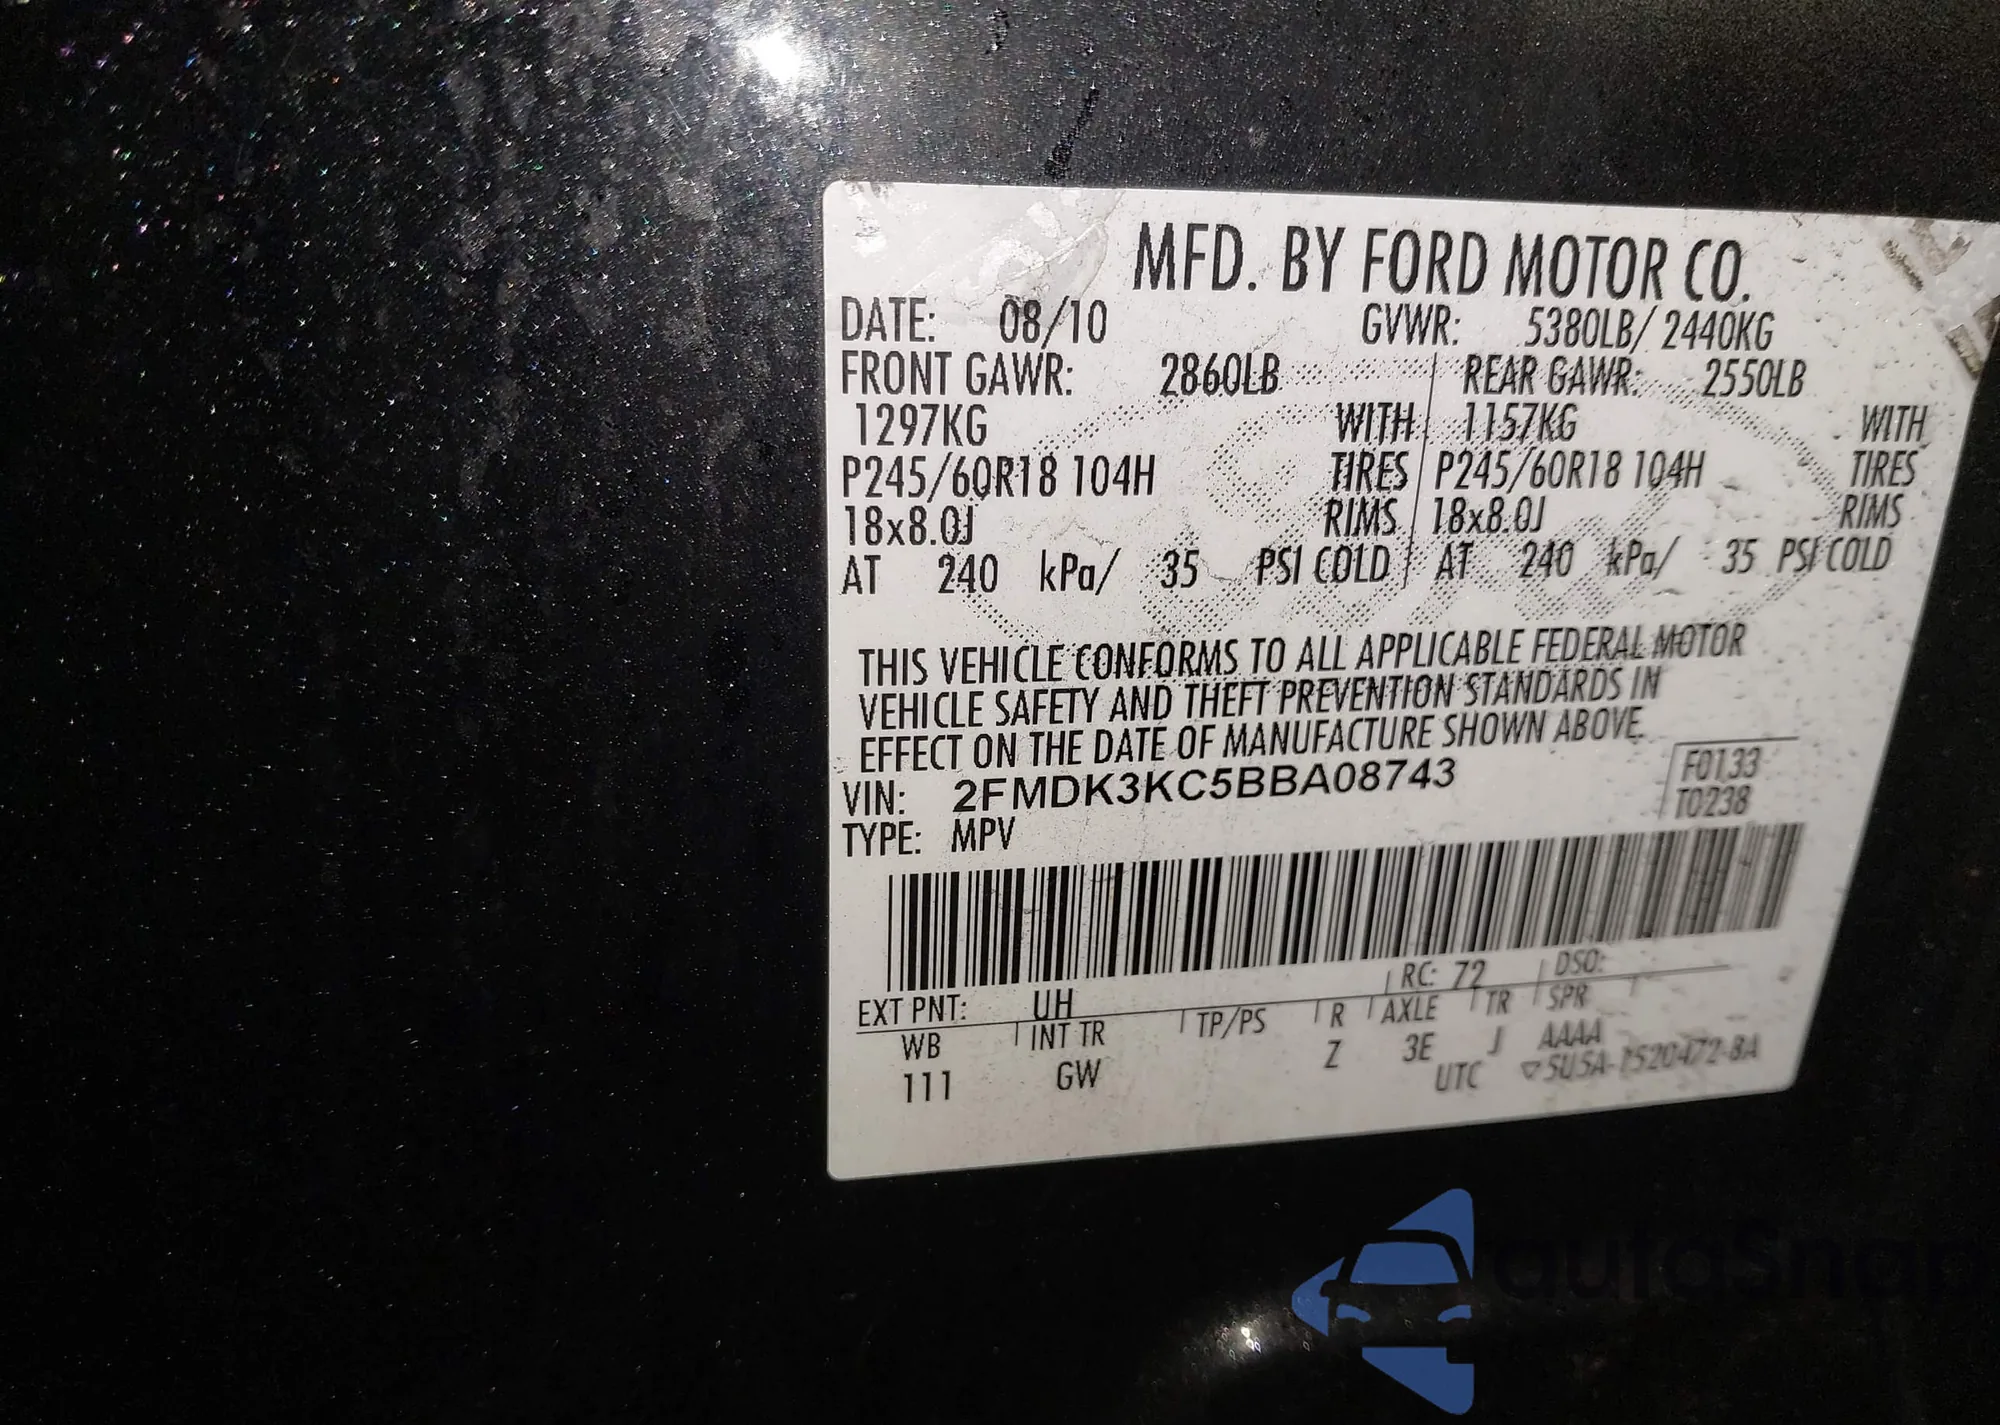 MFD. BY FORD MOTOR CO.
DATE: 08/10 GVWR: 5380LB/ 2440KG
FRONT GAWR: 2860LB REAR GAWR: 2550LB
1297KG WITH 1157KG WITH
P245/60R18 104H TIRES P245/60R18 104H TIRES
18x8.0J RIMS 18x8.0J RIMS
AT 240 kPa/ 35 PSI COLD AT 240 kPa/ 35 PSI COLD
THIS VEHICLE CONFORMS TO ALL APPLICABLE FEDERAL MOTOR
VEHICLE SAFETY AND THEFT PREVENTION STANDARDS IN
EFFECT ON THE DATE OF MANUFACTURE SHOWN ABOVE.
VIN: 2FMDK3KC5BBA08743 F0133
TYPE: MPV T0238
RC: 72 DSO:
EXT PNT: UH
WB INT TR TP/PS R AXLE TR SPR
111 GW Z 3E J AAAA
UTC ▽SU5A-1520472-BA
autosnap